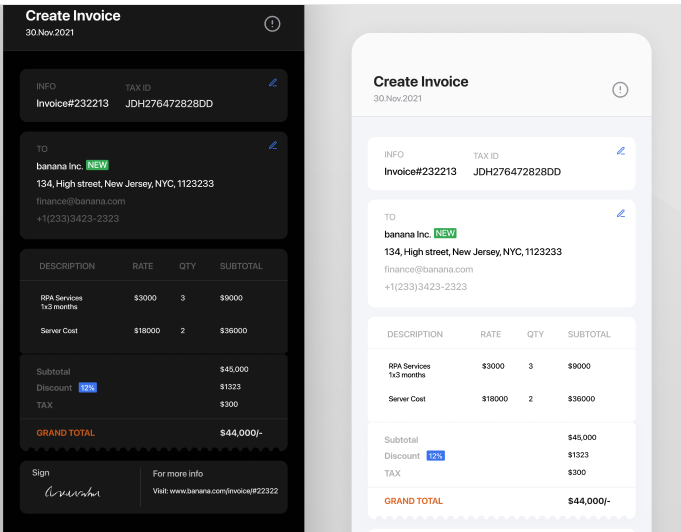 Create Invoice
30.Nov.2021
INFO TAX ID
Invoice#232213 JDH276472828DD
TO
banana Inc. NEW
134, High street, New Jersey, NYC, 1123233
finance@banana.com
+1(233)3423-2323
DESCRIPTION RATE QTY SUBTOTAL
RPA Services $3000 3 $9000
1x3 months
Server Cost $18000 2 $36000
Subtotal $45,000
Discount 12% $1323
TAX $300
GRAND TOTAL $44,000/-
Sign For more info
Visit: www.banana.com/invoice/#22322
Create Invoice
30.Nov.2021
INFO TAX ID
Invoice#232213 JDH276472828DD
TO
banana Inc. NEW
134, High street, New Jersey, NYC, 1123233
finance@banana.com
+1(233)3423-2323
DESCRIPTION RATE QTY SUBTOTAL
RPA Services $3000 3 $9000
1x3 months
Server Cost $18000 2 $36000
Subtotal $45,000
Discount 12% $1323
TAX $300
GRAND TOTAL $44,000/-